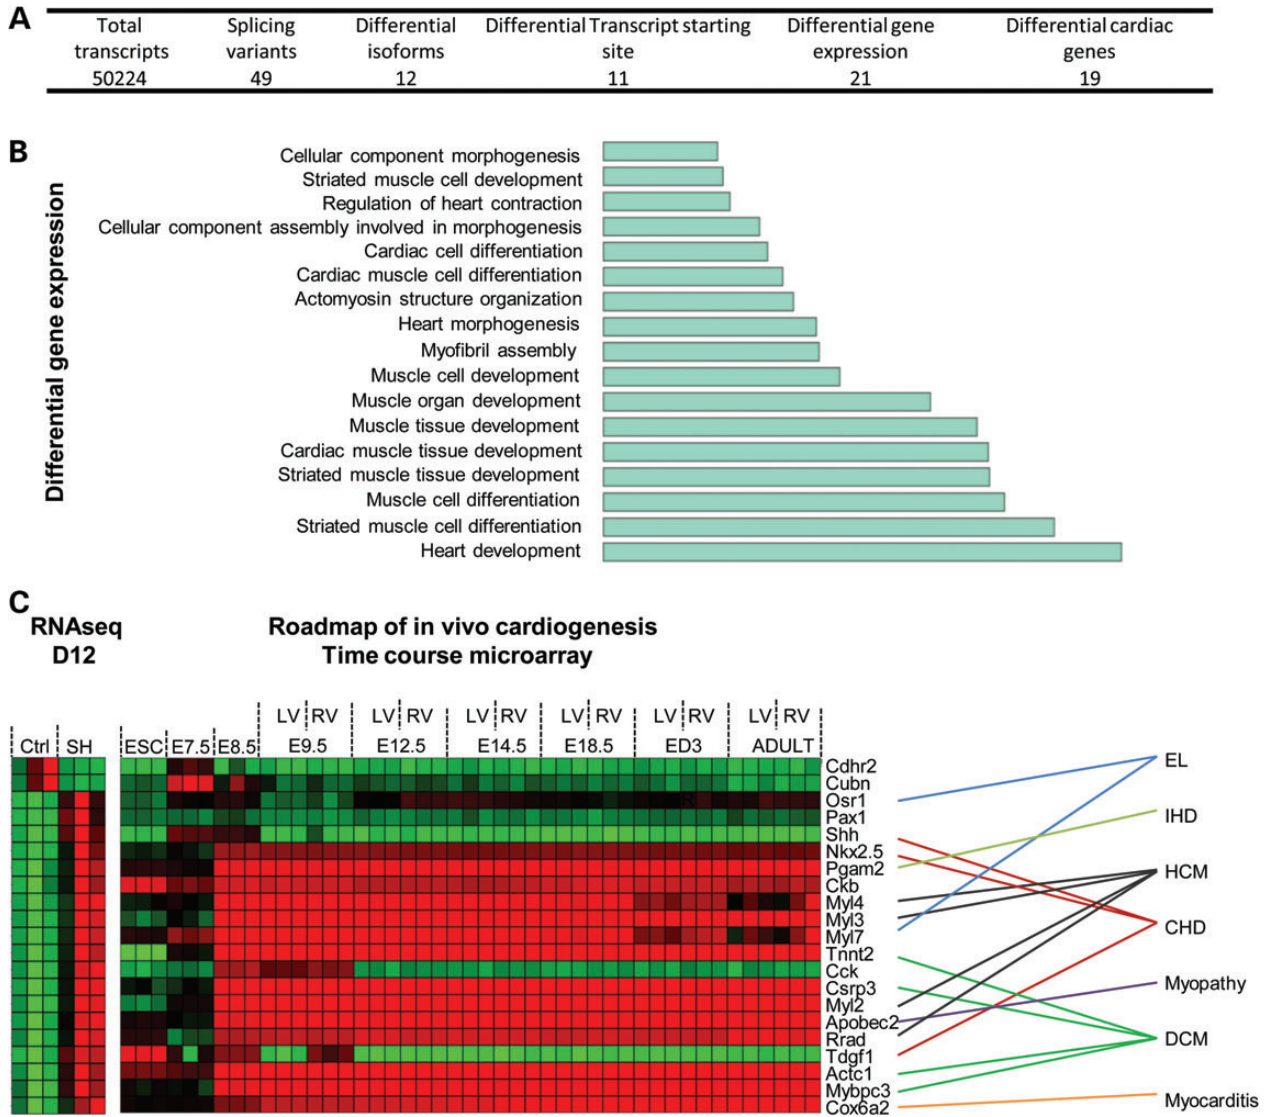 A
Total Splicing Differential Differential Transcript starting Differential gene Differential cardiac
transcripts variants isoforms site expression genes
50224 49 12 11 21 19
B
Differential gene expression
Cellular component morphogenesis
Striated muscle cell development
Regulation of heart contraction
Cellular component assembly involved in morphogenesis
Cardiac cell differentiation
Cardiac muscle cell differentiation
Actomyosin structure organization
Heart morphogenesis
Myofibril assembly
Muscle cell development
Muscle organ development
Muscle tissue development
Cardiac muscle tissue development
Striated muscle tissue development
Muscle cell differentiation
Striated muscle cell differentiation
Heart development
C
RNAseq
D12
Roadmap of in vivo cardiogenesis
Time course microarray
LV RV LV RV LV RV LV RV LV RV LV RV
Ctrl SH ESC E7.5 E8.5 E9.5 E12.5 E14.5 E18.5 ED3 ADULT
Cdhr2
Cubn
Osr1
Pax1
Shh
Nkx2.5
Pgam2
Ckb
Myl4
Myl3
Myl7
Tnnt2
Cck
Csrp3
Myl2
Apobec2
Rrad
Tdgf1
Actc1
Mybpc3
Cox6a2
EL
IHD
HCM
CHD
Myopathy
DCM
Myocarditis